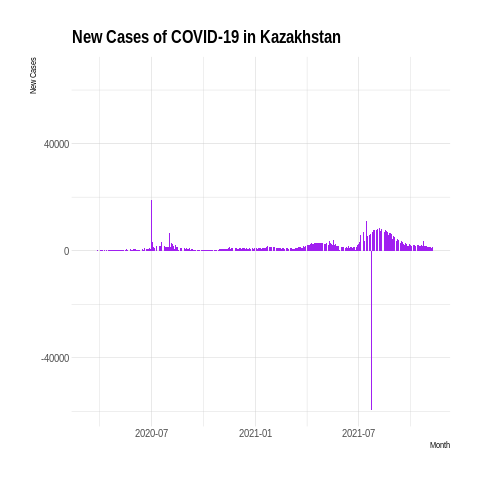 New Cases of COVID-19 in Kazakhstan
New Cases
40000
0
-40000
2020-07
2021-01
2021-07
Month